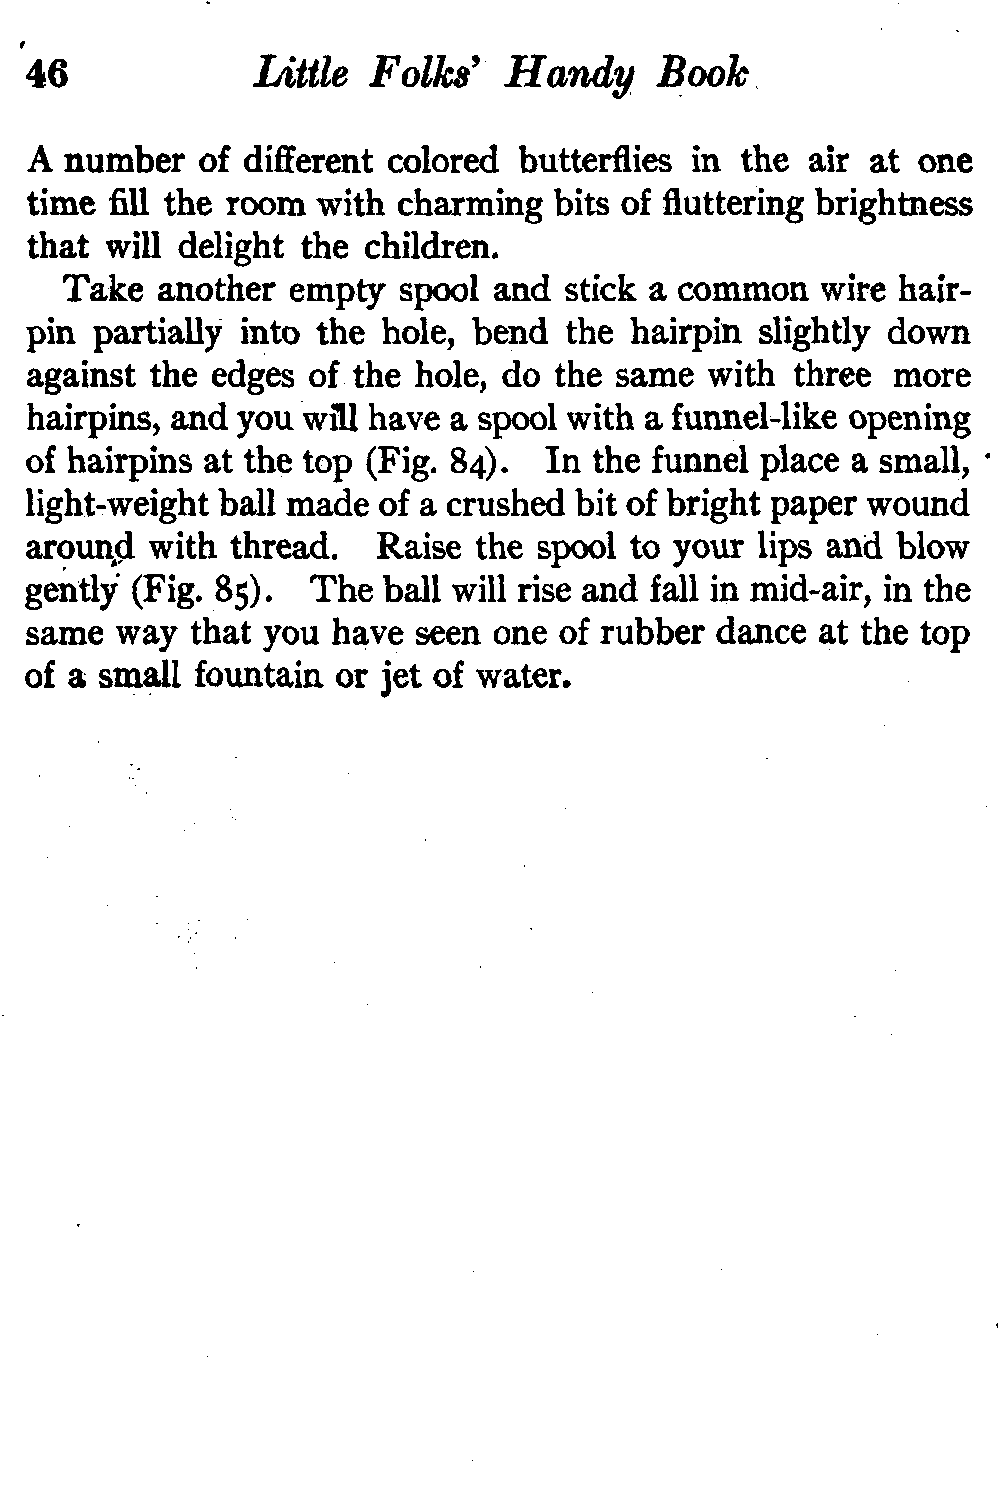 46 Little Folks' Handy Book
A number of different colored butterflies in the air at one
time fill the room with charming bits of fluttering brightness
that will delight the children.
Take another empty spool and stick a common wire hair-
pin partially into the hole, bend the hairpin slightly down
against the edges of the hole, do the same with three more
hairpins, and you will have a spool with a funnel-like opening
of hairpins at the top (Fig. 84). In the funnel place a small,
light-weight ball made of a crushed bit of bright paper wound
around with thread. Raise the spool to your lips and blow
gently (Fig. 85). The ball will rise and fall in mid-air, in the
same way that you have seen one of rubber dance at the top
of a small fountain or jet of water.